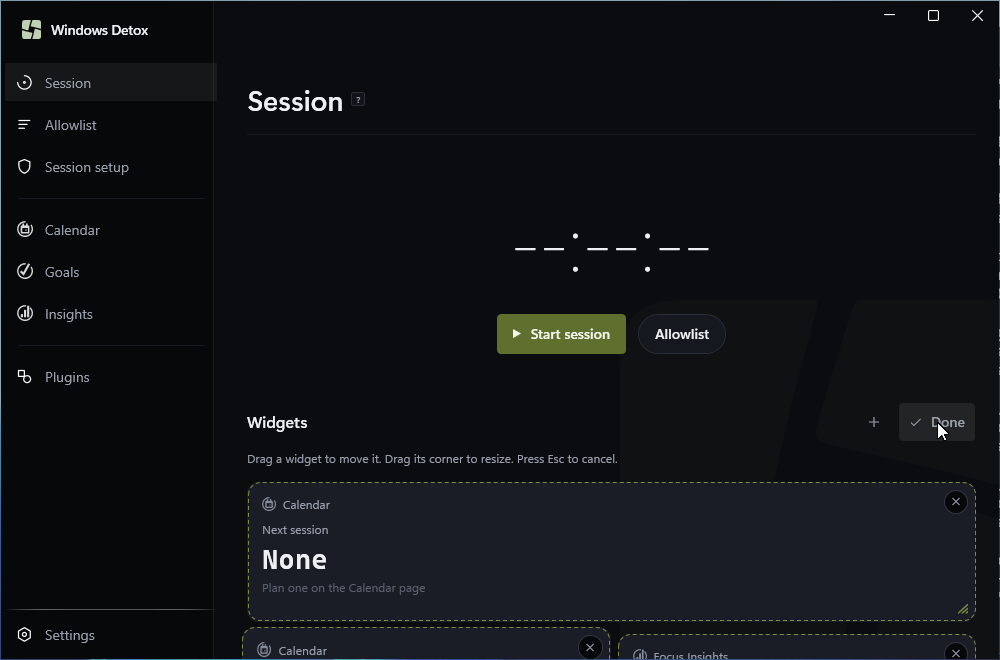 Windows Detox
Session
Allowlist
Session setup
Calendar
Goals
Insights
Plugins
Settings
Session ?
--:--:--
Start session
Allowlist
Widgets
+
Done
Drag a widget to move it. Drag its corner to resize. Press Esc to cancel.
Calendar
Next session
None
Plan one on the Calendar page
Calendar
Focus Insights